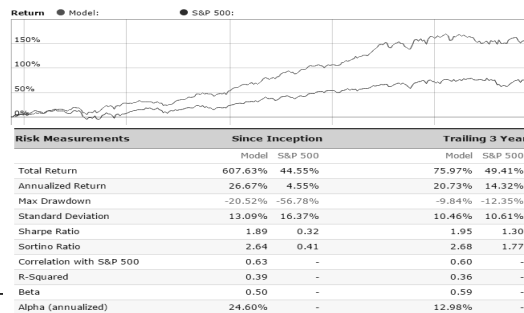 Return Model: S&P 500:
150%
100%
50%
0%
Risk Measurements Since Inception Trailing 3 Year
Model S&P 500 Model S&P 500
Total Return 607.63% 44.55% 75.97% 49.41%
Annualized Return 26.67% 4.55% 20.73% 14.32%
Max Drawdown -20.52% -56.78% -9.84% -12.35%
Standard Deviation 13.09% 16.37% 10.46% 10.61%
Sharpe Ratio 1.89 0.32 1.95 1.30
Sortino Ratio 2.64 0.41 2.68 1.77
Correlation with S&P 500 0.63 - 0.60 -
R-Squared 0.39 - 0.36 -
Beta 0.50 - 0.59 -
Alpha (annualized) 24.60% - 12.98% -